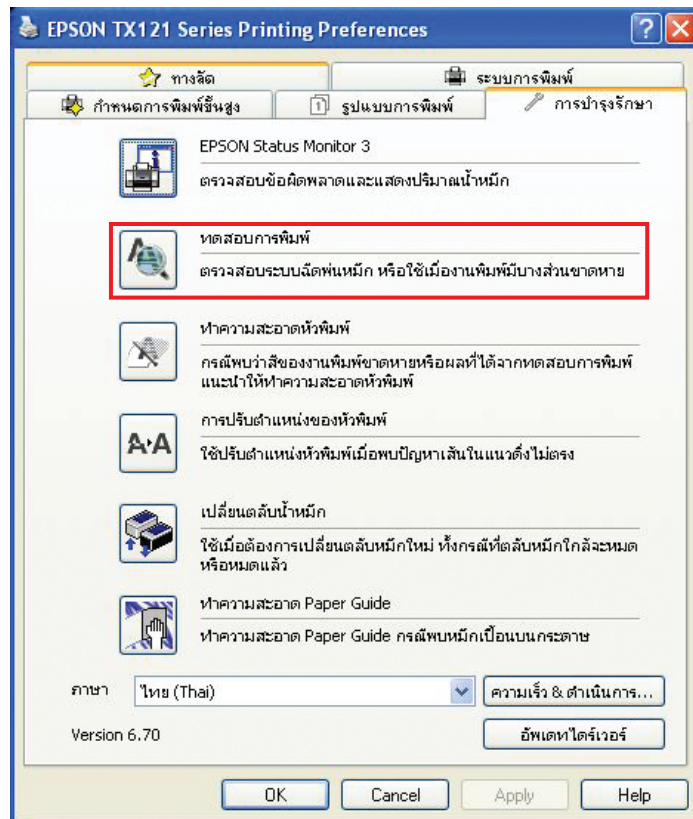 EPSON TX121 Series Printing Preferences
ทางลัด
ระบบการพิมพ์
กำหนดการพิมพ์ขั้นสูง
รูปแบบการพิมพ์
การบำรุงรักษา
EPSON Status Monitor 3
ตรวจสอบข้อผิดพลาดและแสดงปริมาณน้ำหมึก
ทดสอบการพิมพ์
ตรวจสอบระบบฉีดพ่นหมึก หรือใช้เมื่องานพิมพ์มีบางส่วนขาดหาย
ทำความสะอาดหัวพิมพ์
กรณีพบว่าสีของงานพิมพ์ขาดหายหรือผลที่ได้จากทดสอบการพิมพ์
แนะนำให้ทำความสะอาดหัวพิมพ์
การปรับตำแหน่งของหัวพิมพ์
A A
ใช้ปรับตำแหน่งหัวพิมพ์เมื่อพบปัญหาเส้นในแนวดิ่งไม่ตรง
เปลี่ยนตลับน้ำหมึก
ใช้เมื่อต้องการเปลี่ยนตลับหมึกใหม่ ทั้งกรณีที่ตลับหมึกใกล้จะหมด
หรือหมดแล้ว
ทำความสะอาด Paper Guide
ทำความสะอาด Paper Guide กรณีพบหมึกเปื้อนบนกระดาษ
ภาษา
ไทย (Thai)
ความเร็ว & ดำเนินการ...
Version 6.70
อัพเดทไดร์เวอร์
OK
Cancel
Apply
Help